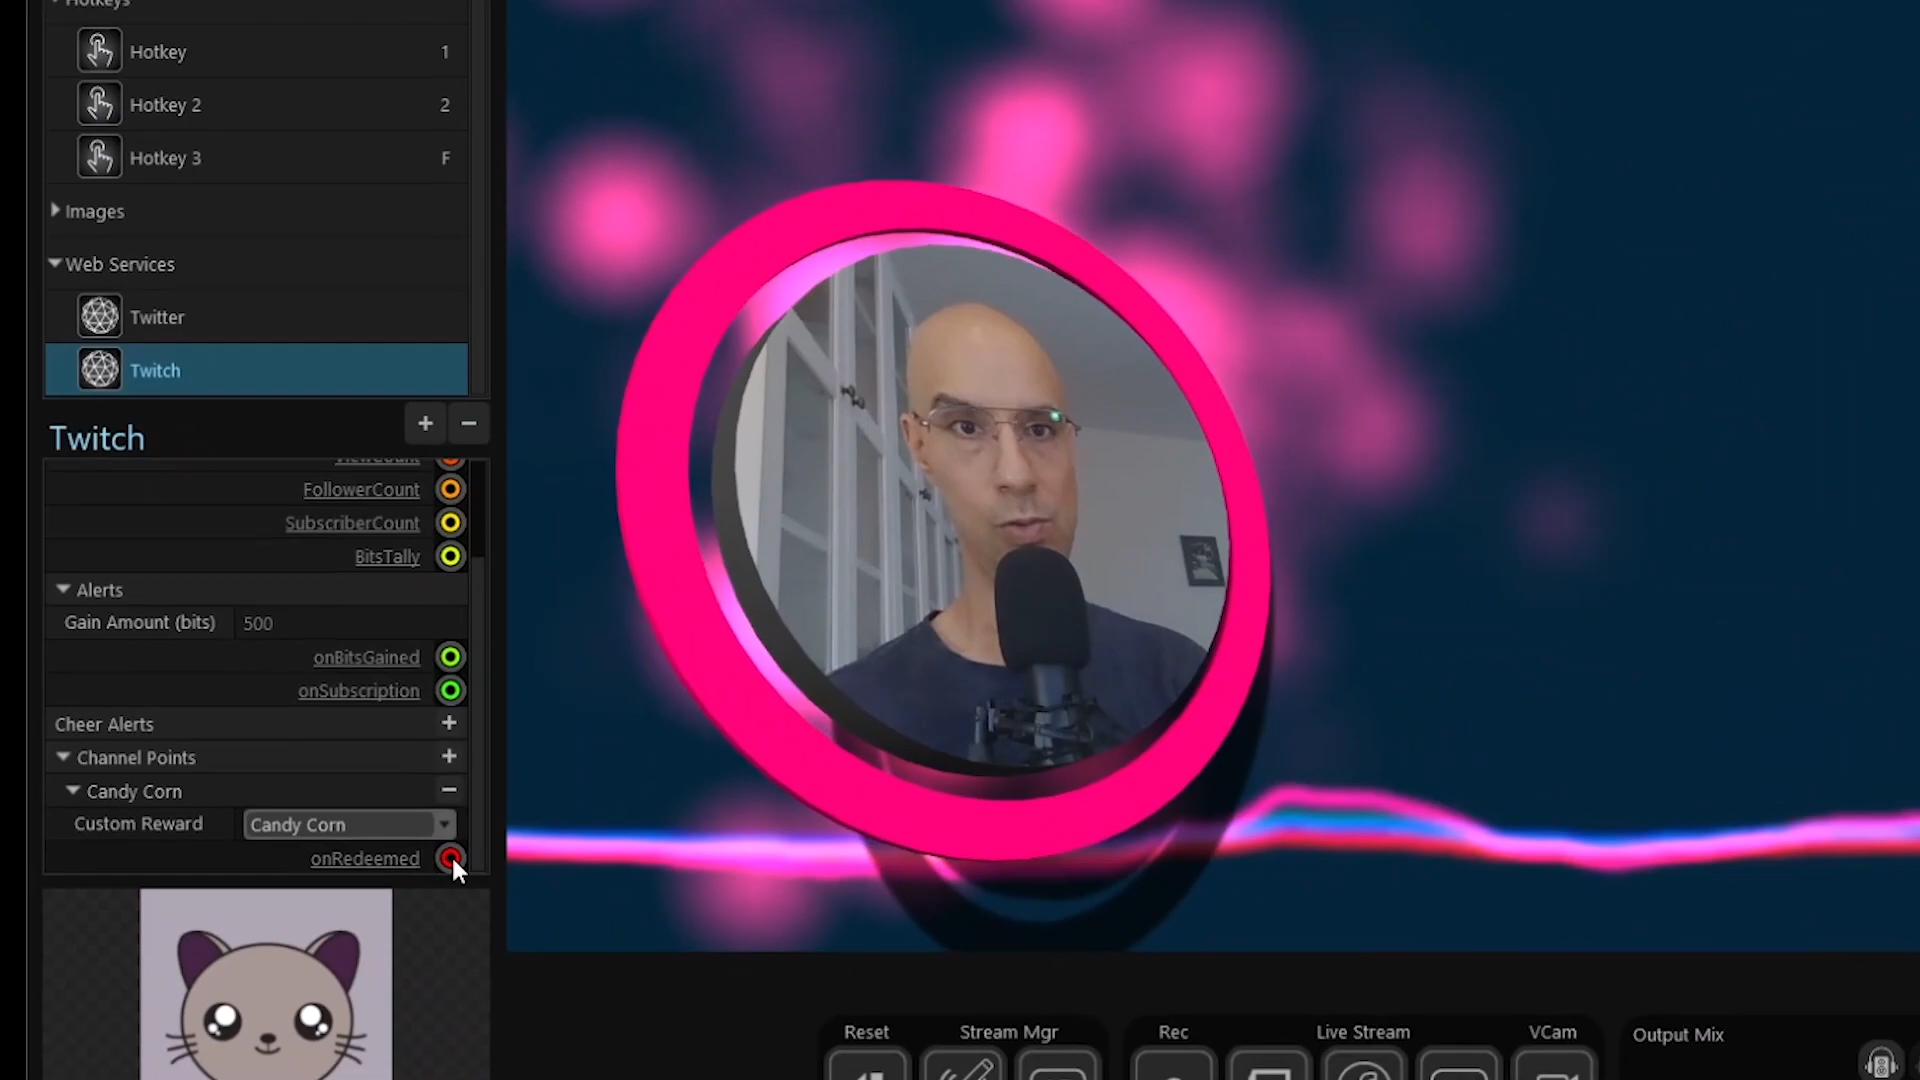 Hotkeys
Hotkey 1
Hotkey 2 2
Hotkey 3 F
Images
Web Services
Twitter
Twitch
Twitch + −
ViewCount
FollowerCount
SubscriberCount
BitsTally
Alerts
Gain Amount (bits) 500
onBitsGained
onSubscription
Cheer Alerts +
Channel Points +
Candy Corn −
Custom Reward Candy Corn
onRedeemed
Reset Stream Mgr Rec Live Stream VCam Output Mix